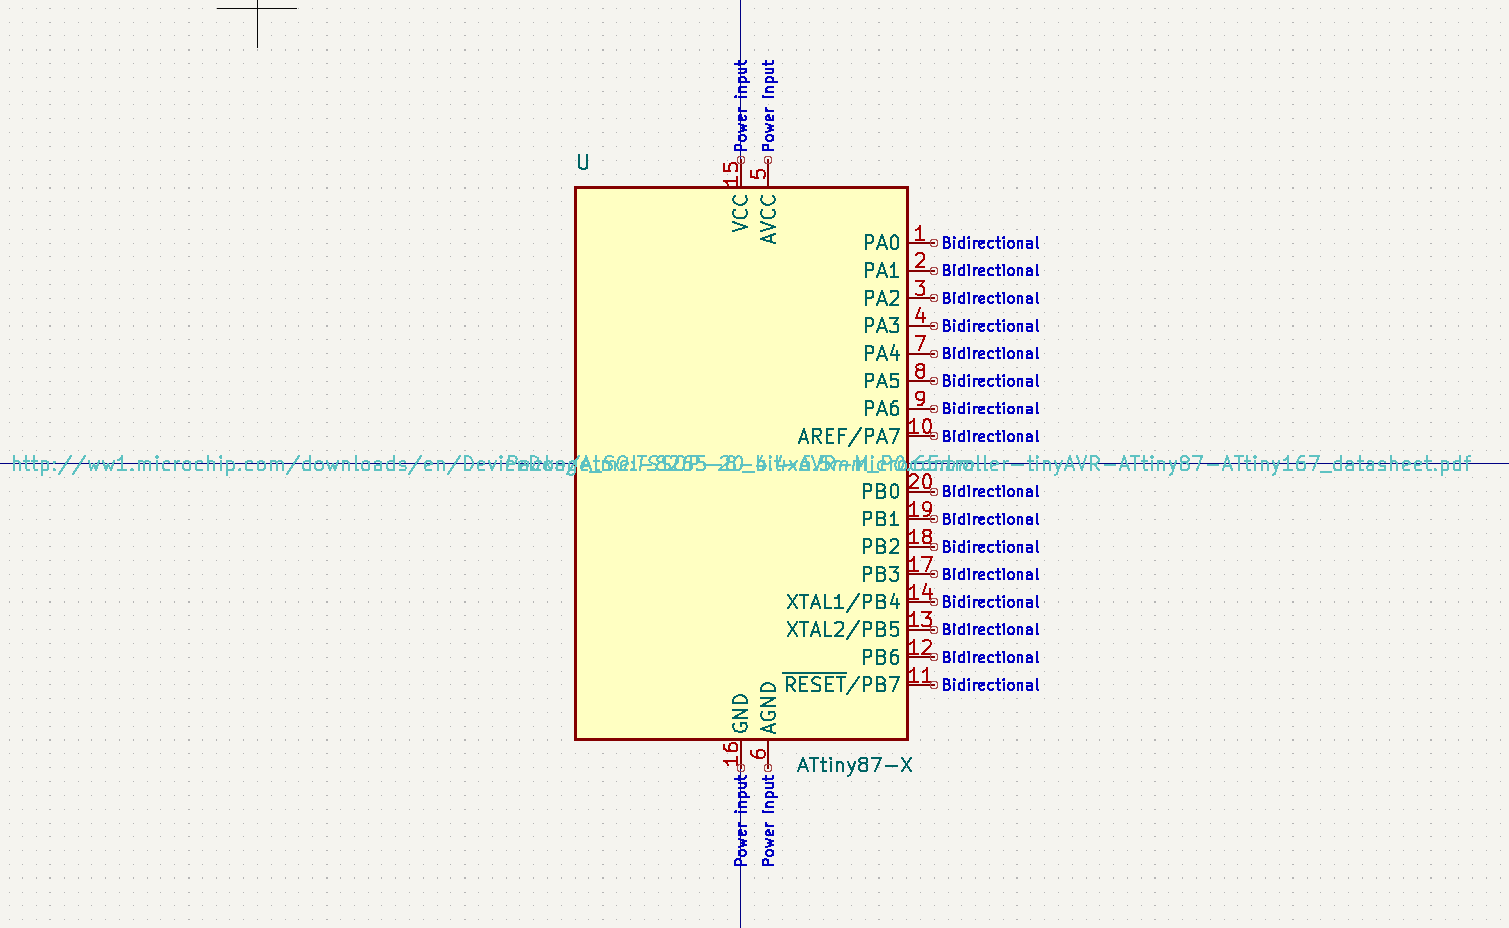 Power input
Power input
U
15
5
VCC
AVCC
PA0 1 Bidirectional
PA1 2 Bidirectional
PA2 3 Bidirectional
PA3 4 Bidirectional
PA4 7 Bidirectional
PA5 8 Bidirectional
PA6 9 Bidirectional
AREF/PA7 10 Bidirectional
http://ww1.microchip.com/downloads/en/
ller-tinyAVR-ATtiny87-ATtiny167_datasheet.pdf
PB0 20 Bidirectional
PB1 19 Bidirectional
PB2 18 Bidirectional
PB3 17 Bidirectional
XTAL1/PB4 14 Bidirectional
XTAL2/PB5 13 Bidirectional
PB6 12 Bidirectional
RESET/PB7 11 Bidirectional
GND
AGND
16
6
ATtiny87-X
Power input
Power input